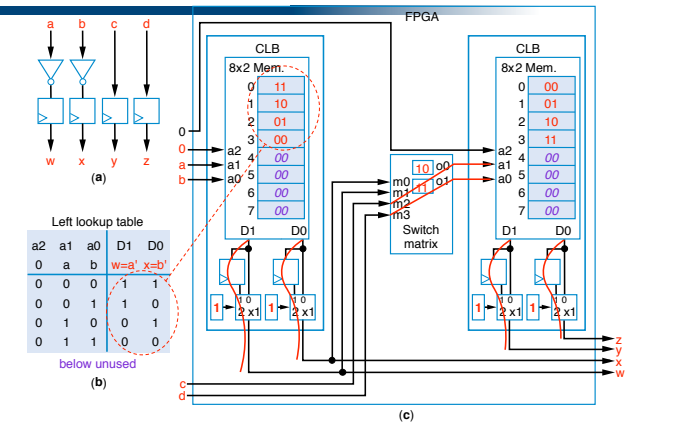 a b c d
w x y z
(a)
Left lookup table
a2 a1 a0 D1 D0
0 a b w=a' x=b'
0 0 0 1 1
0 0 1 1 0
0 1 0 0 1
0 1 1 0 0
below unused
(b)
FPGA
CLB
8x2 Mem.
0 11
1 10
2 01
3 00
4 00
5 00
6 00
7 00
0
0 a2
a a1
b a0
D1 D0
1 1 0 2 x1
1 1 0 2 x1
10 o0
11 o1
m0
m1
m2
m3
Switch
matrix
CLB
8x2 Mem.
0 00
1 01
2 10
3 11
4 00
5 00
6 00
7 00
a2
a1
a0
D1 D0
1 1 0 2 x1
1 1 0 2 x1
z
y
x
w
c
d
(c)